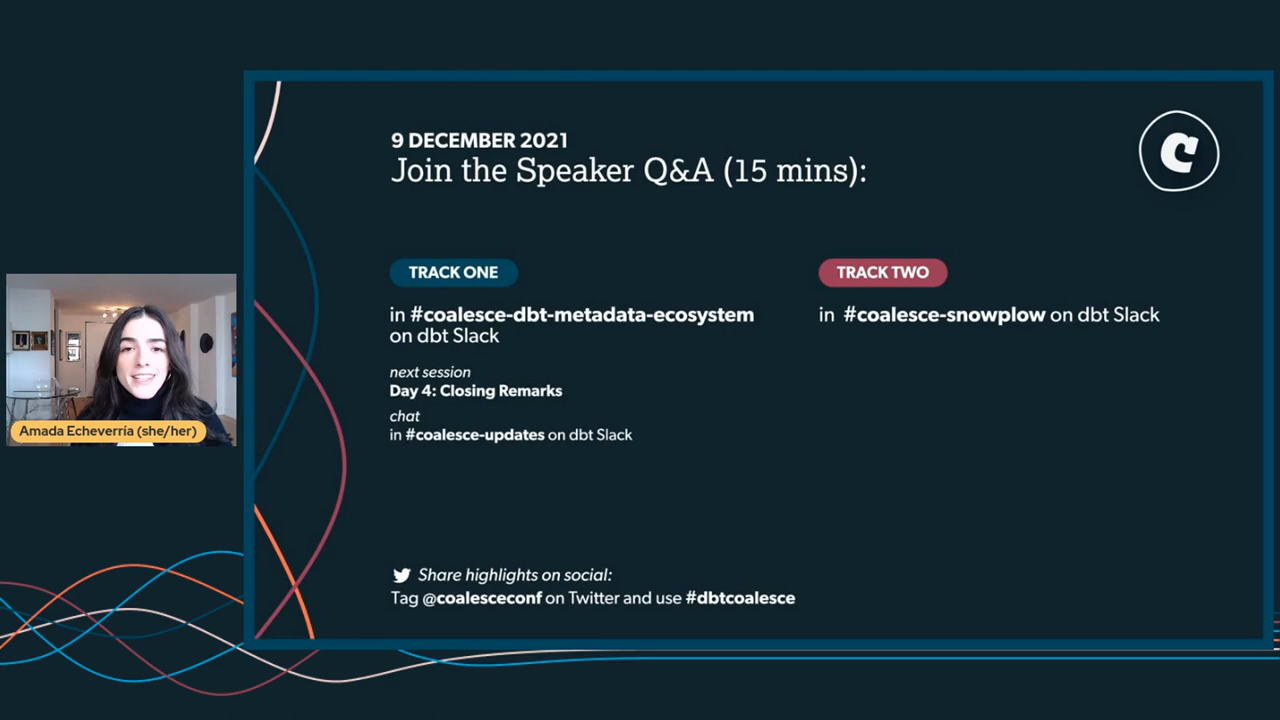 9 DECEMBER 2021
Join the Speaker Q&A (15 mins):
C
TRACK ONE
in #coalesce-dbt-metadata-ecosystem
on dbt Slack
next session
Day 4: Closing Remarks
chat
in #coalesce-updates on dbt Slack
TRACK TWO
in #coalesce-snowplow on dbt Slack
Amada Echeverría (she/her)
Share highlights on social:
Tag @coalesceconf on Twitter and use #dbtcoalesce